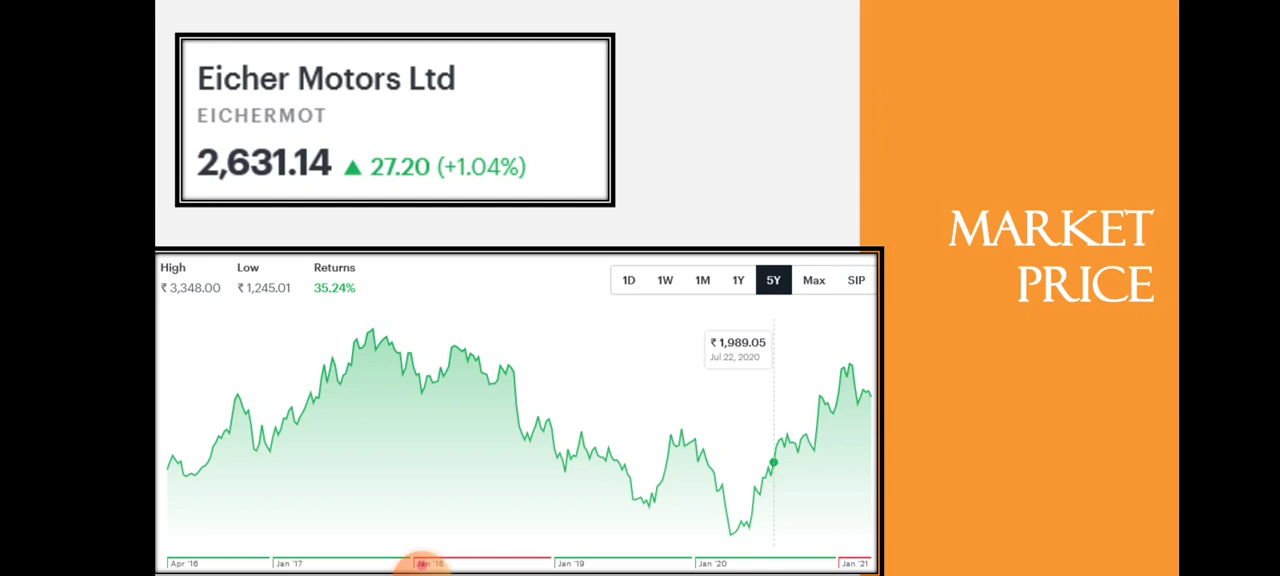 Eicher Motors Ltd
EICHERMOT
2,631.14 ▲ 27.20 (+1.04%)
MARKET
PRICE
High Low Returns
₹ 3,348.00 ₹ 1,245.01 35.24%
1D 1W 1M 1Y 5Y Max SIP
₹ 1,989.05
Jul 22, 2020
Apr '16 Jan '17 Jan '18 Jan '19 Jan '20 Jan '21